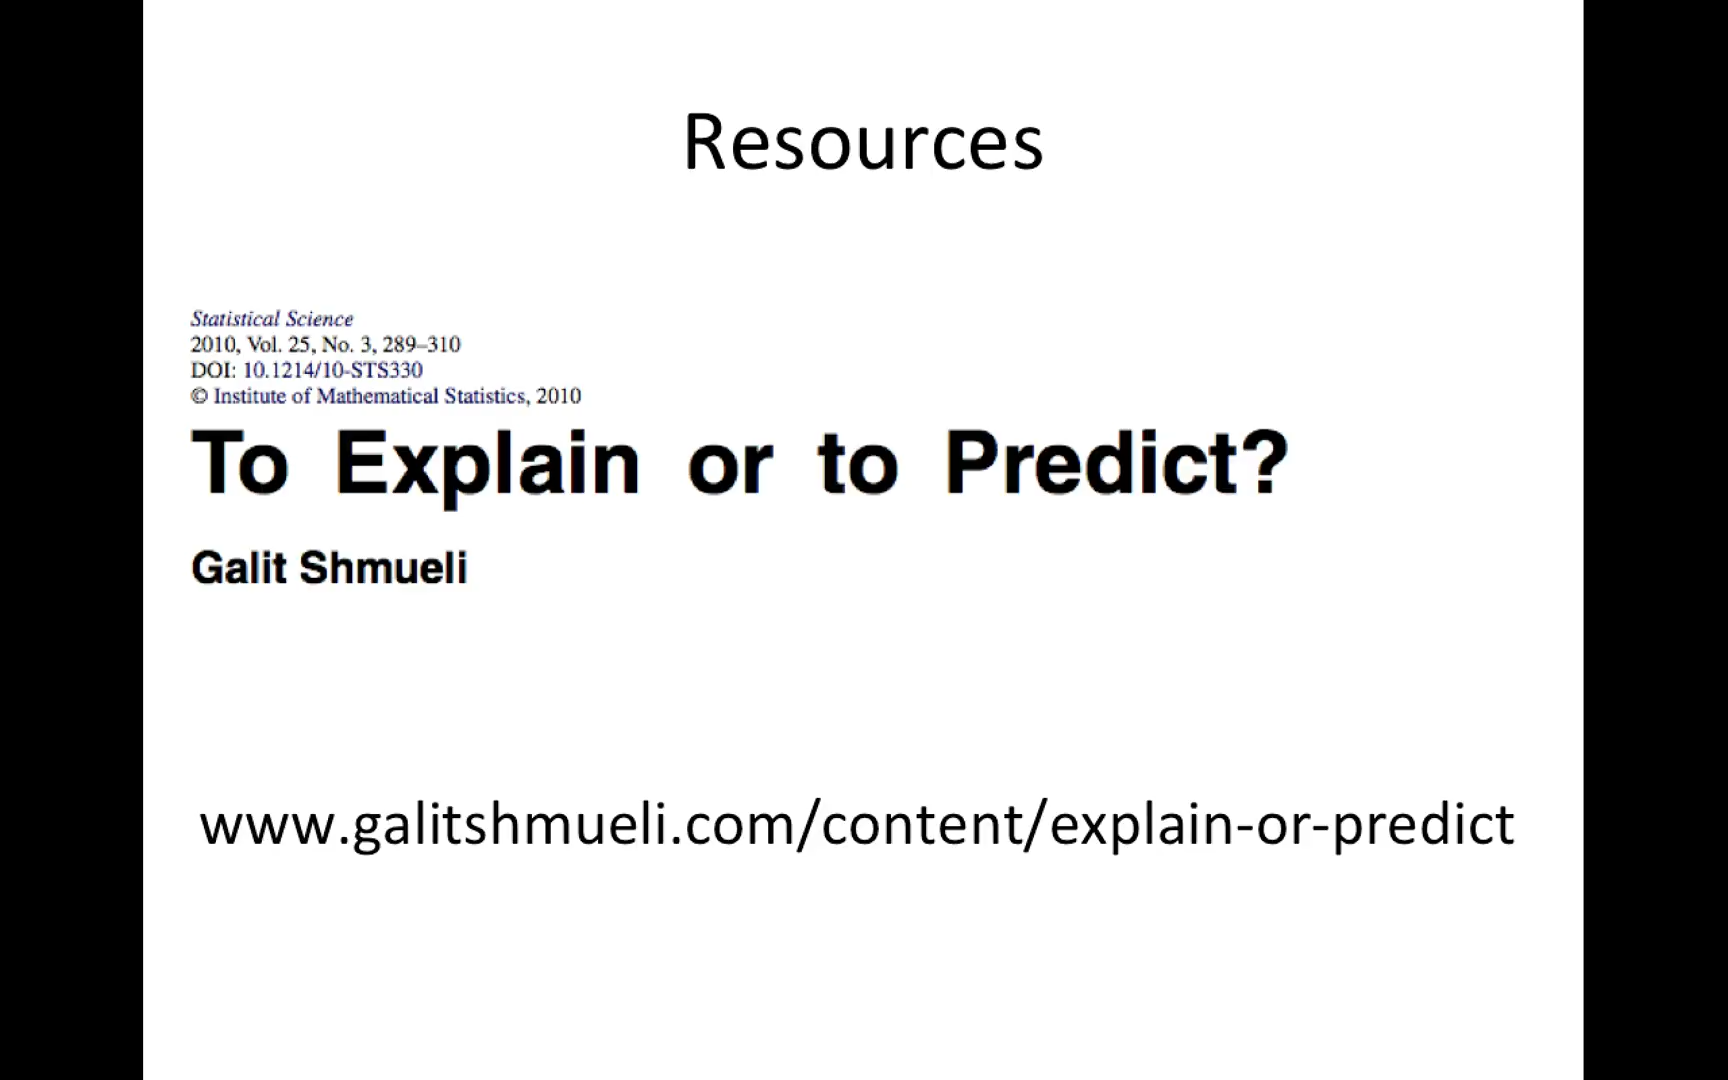 Resources
Statistical Science
2010, Vol. 25, No. 3, 289–310
DOI: 10.1214/10-STS330
© Institute of Mathematical Statistics, 2010
To Explain or to Predict?
Galit Shmueli
www.galitshmueli.com/content/explain-or-predict